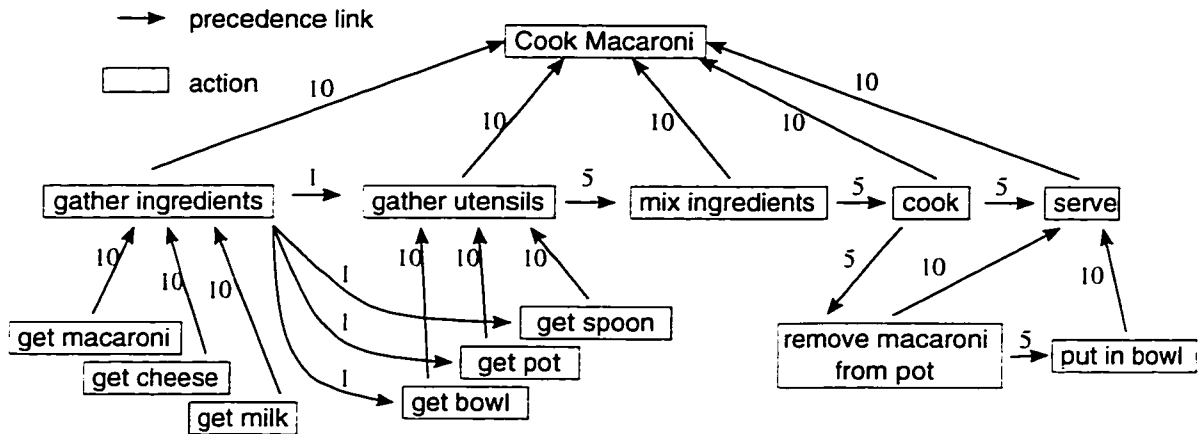 precedence link
Cook Macaroni
action
10
10
10
10
10
gather ingredients
1
gather utensils
5
mix ingredients
5
cook
5
serve
10
10
10
1
1
1
10
10
10
5
10
10
get macaroni
get cheese
get milk
get spoon
get pot
get bowl
remove macaroni
from pot
5
put in bowl